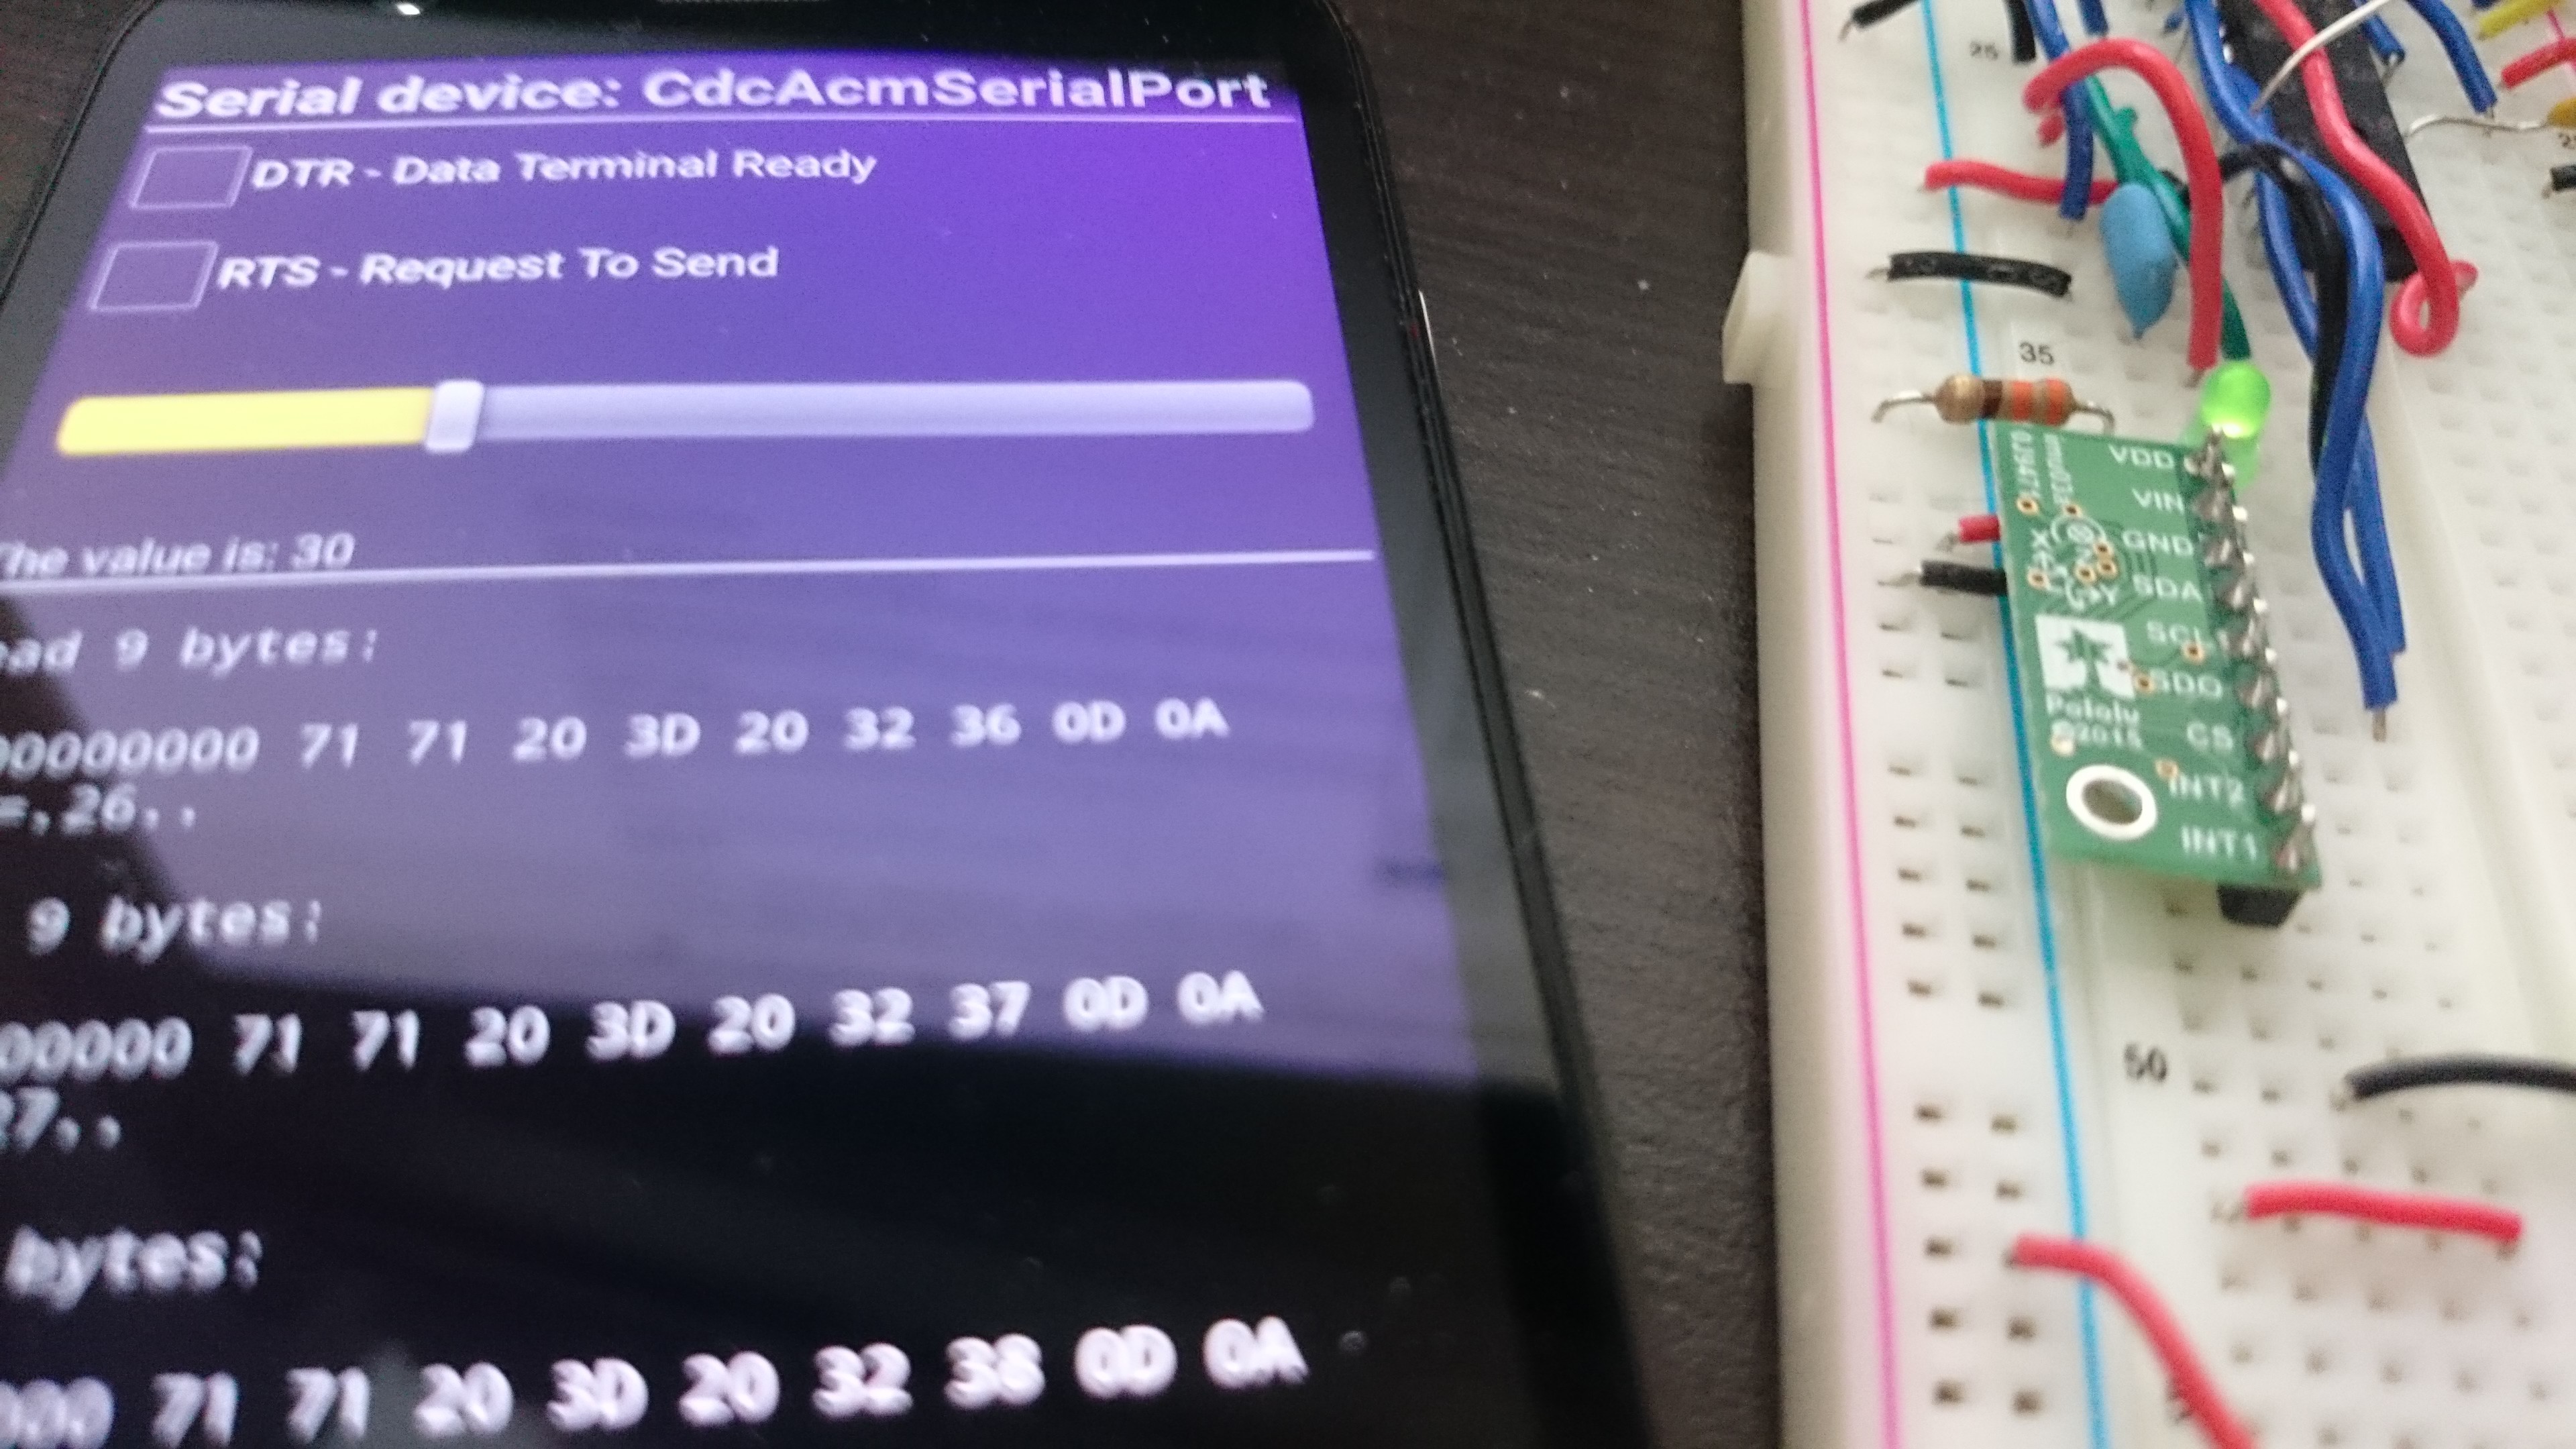 Serial device: CdcAcmSerialPort
DTR - Data Terminal Ready
RTS - Request To Send
The value is: 30
ead 9 bytes:
00000000 71 71 20 3D 20 32 36 0D 0A
=.26..
9 bytes:
00000 71 71 20 3D 20 32 37 0D 0A
27..
bytes:
000 71 71 20 3D 20 32 38 0D 0A
25
35
VDD
VIN
GND
SDA
SCL
SDO
CS
INT2
INT1
X
Y
Pololu
©2015
50